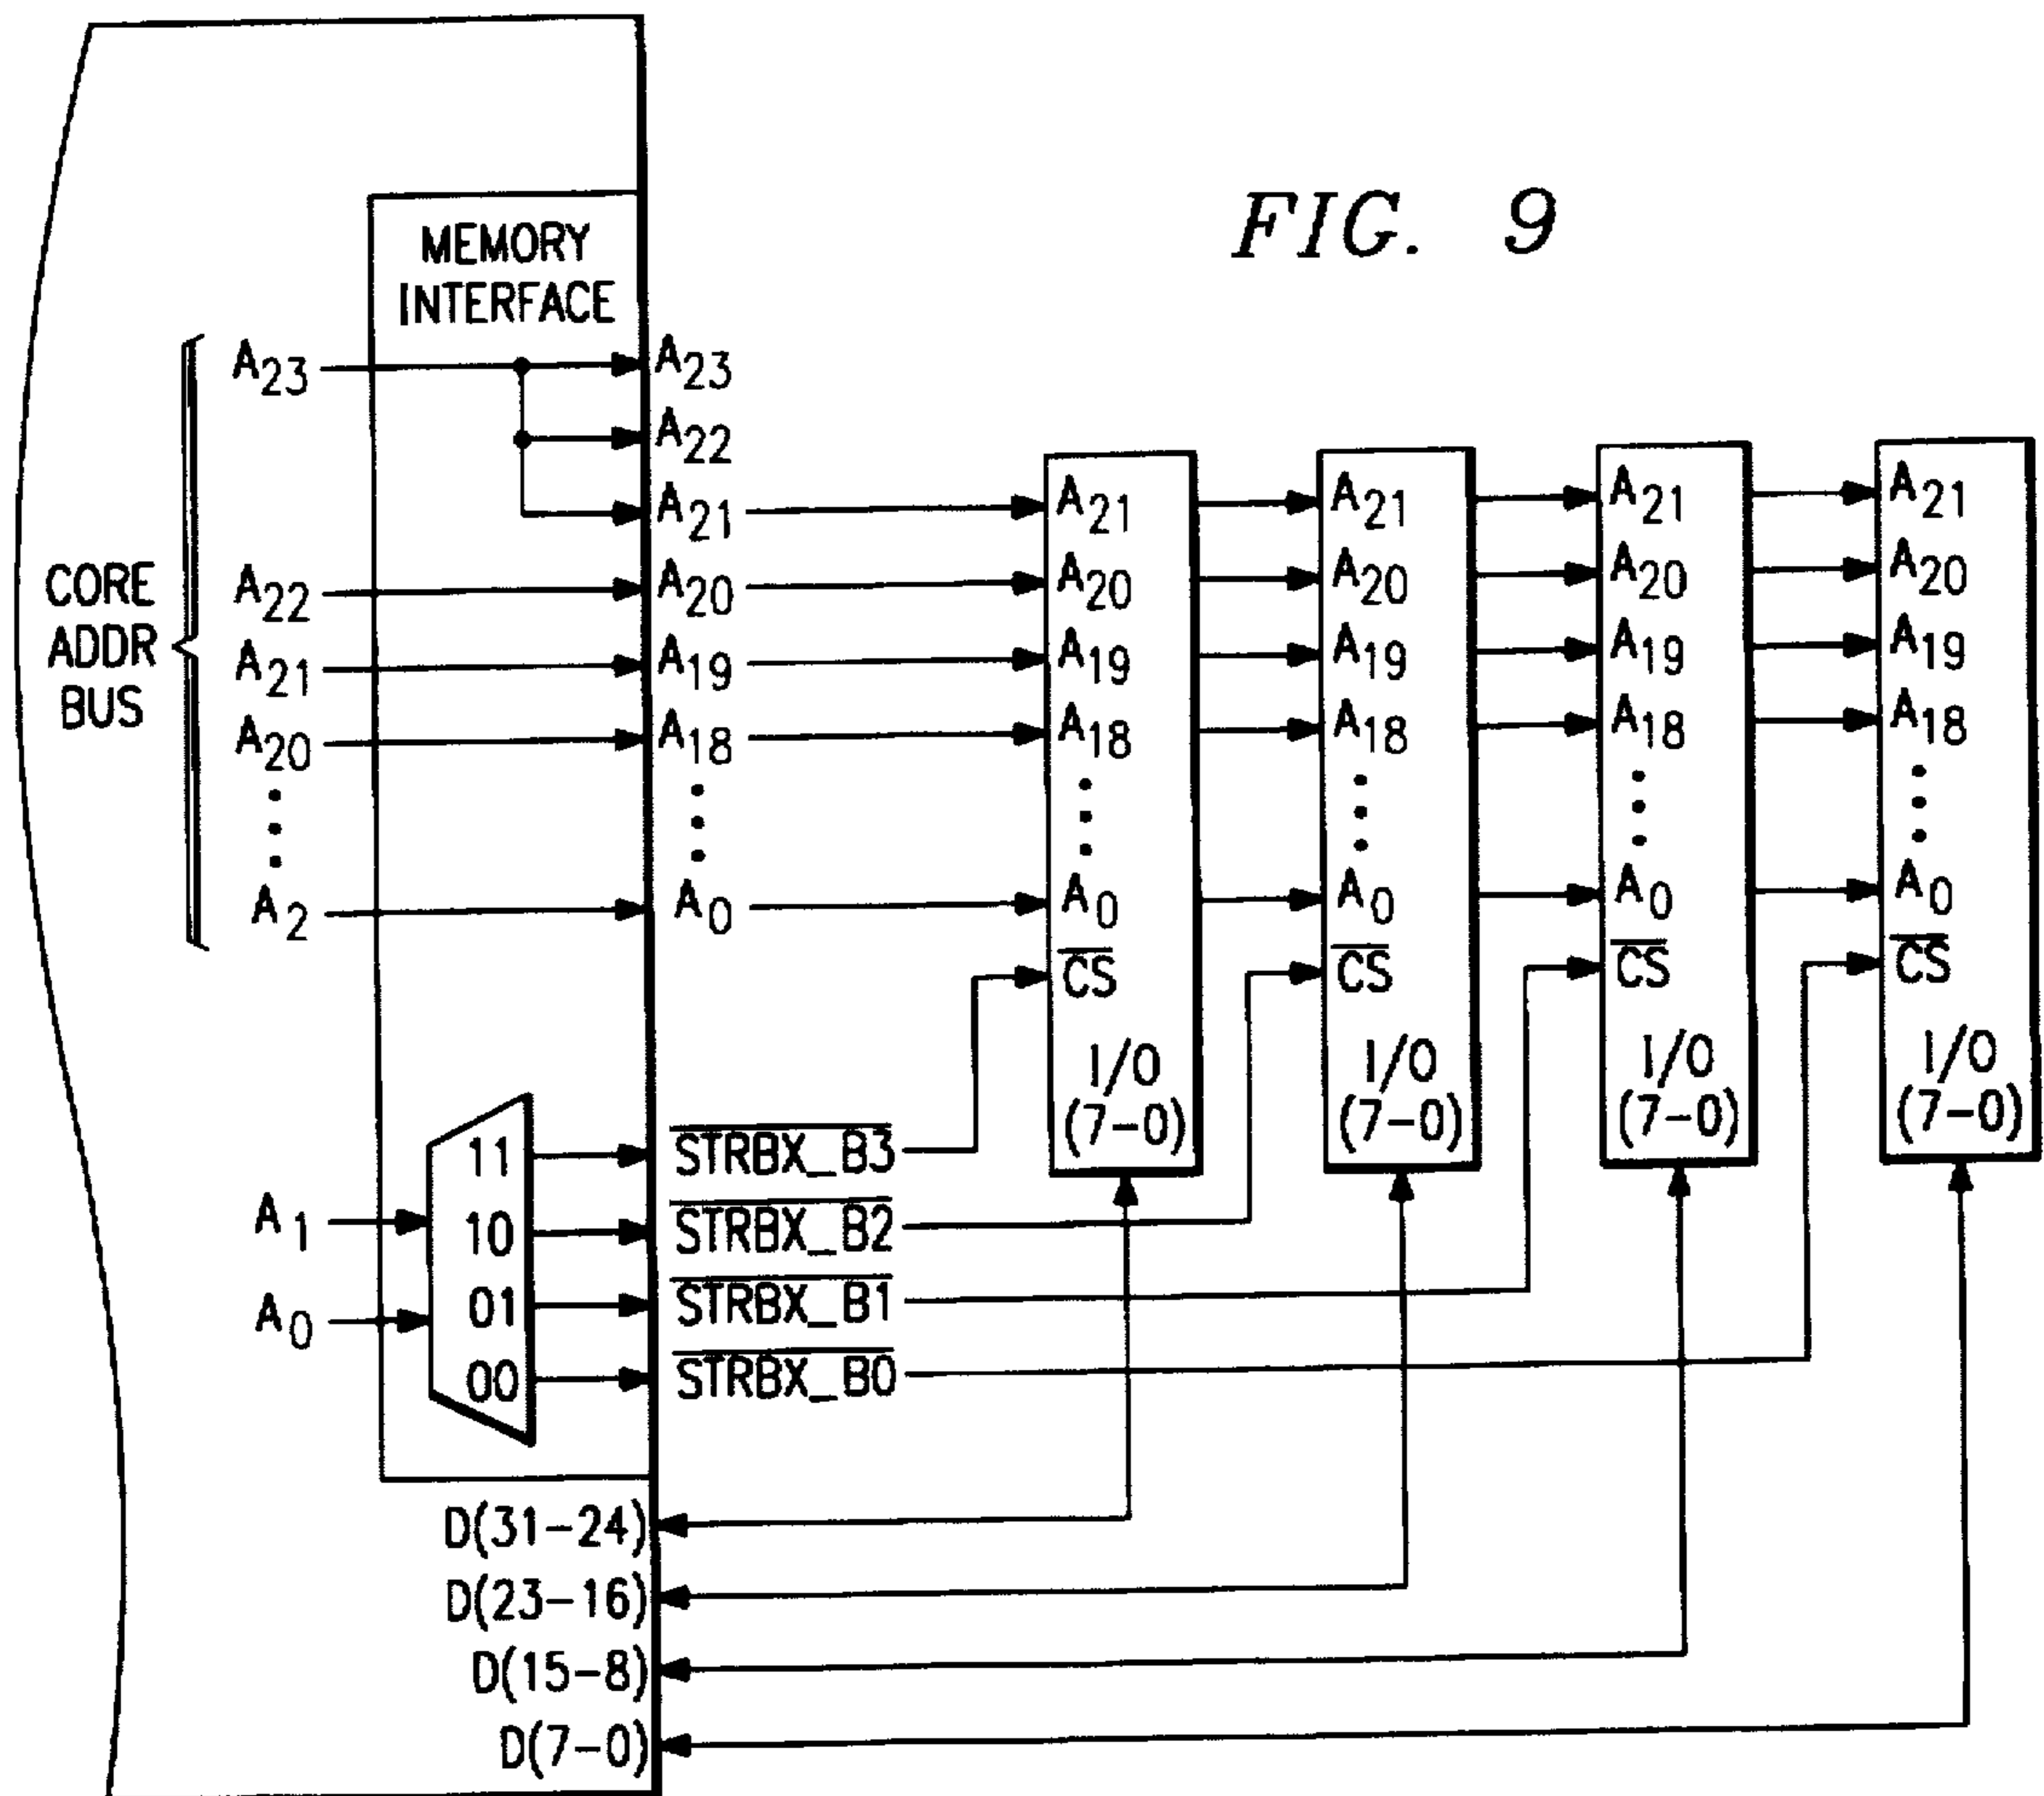 FIG. 9
MEMORY
INTERFACE
CORE
ADDR
BUS
A23
A22
A21
A20
A2
A1
A0
A23
A22
A21
A20
A19
A18
A0
11
10
01
00
STRBX_B3
STRBX_B2
STRBX_B1
STRBX_B0
D(31-24)
D(23-16)
D(15-8)
D(7-0)
A21
A20
A19
A18
A0
CS
I/O
(7-0)
A21
A20
A19
A18
A0
CS
I/O
(7-0)
A21
A20
A19
A18
A0
CS
I/O
(7-0)
A21
A20
A19
A18
A0
CS
I/O
(7-0)